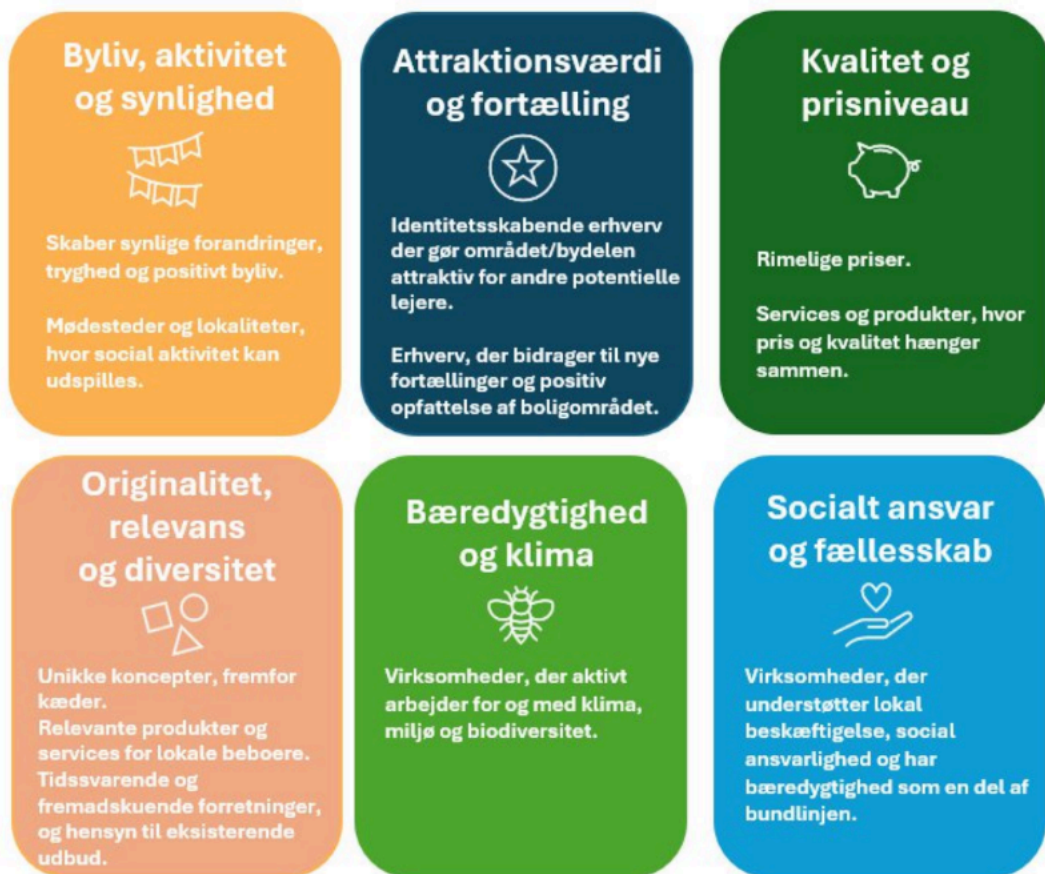 Byliv, aktivitet
og synlighed
Skaber synlige forandringer,
tryghed og positivt byliv.
Mødesteder og lokaliteter,
hvor social aktivitet kan
udspilles.
Attraktionsværdi
og fortælling
Identitetsskabende erhverv
der gør området/bydelen
attraktiv for andre potentielle
lejere.
Erhverv, der bidrager til nye
fortællinger og positiv
opfattelse af boligområdet.
Kvalitet og
prisniveau
Rimelige priser.
Services og produkter, hvor
pris og kvalitet hænger
sammen.
Originalitet,
relevans
og diversitet
Unikke koncepter, fremfor
kæder.
Relevante produkter og
services for lokale beboere.
Tidssvarende og
fremadskuende forretninger,
og hensyn til eksisterende
udbud.
Bæredygtighed
og klima
Virksomheder, der aktivt
arbejder for og med klima,
miljø og biodiversitet.
Socialt ansvar
og fællesskab
Virksomheder, der
understøtter lokal
beskæftigelse, social
ansvarlighed og har
bæredygtighed som en del af
bundlinjen.